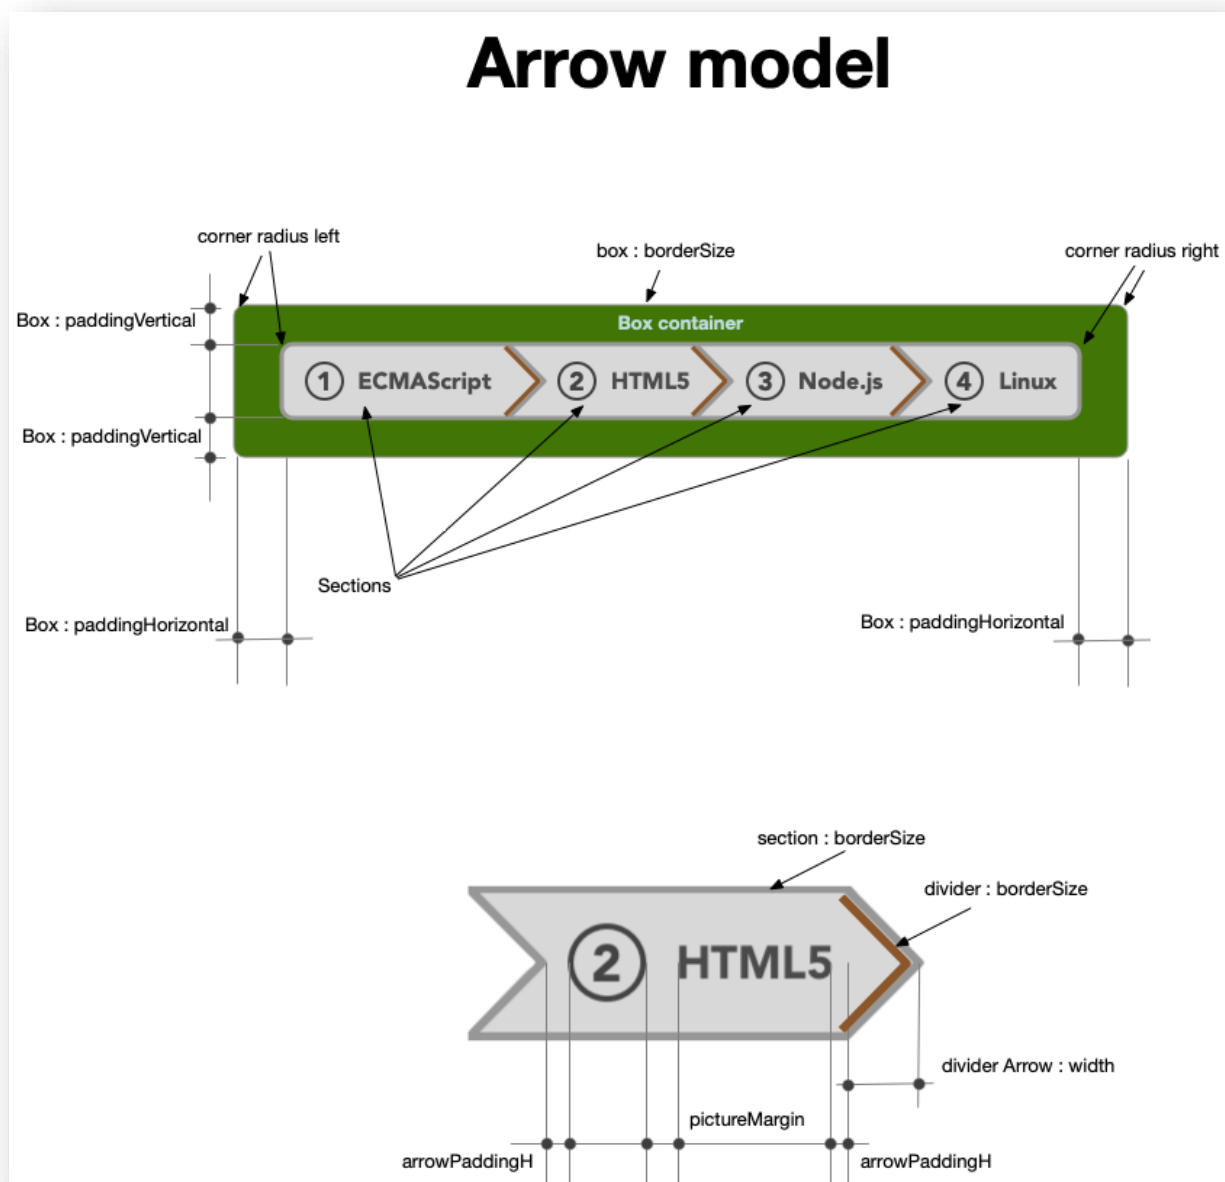 Arrow model
corner radius left
box : borderSize
corner radius right
Box : paddingVertical
Box container
1 ECMAScript 2 HTML5 3 Node.js 4 Linux
Box : paddingVertical
Sections
Box : paddingHorizontal
Box : paddingHorizontal
section : borderSize
divider : borderSize
2 HTML5
divider Arrow : width
pictureMargin
arrowPaddingH
arrowPaddingH